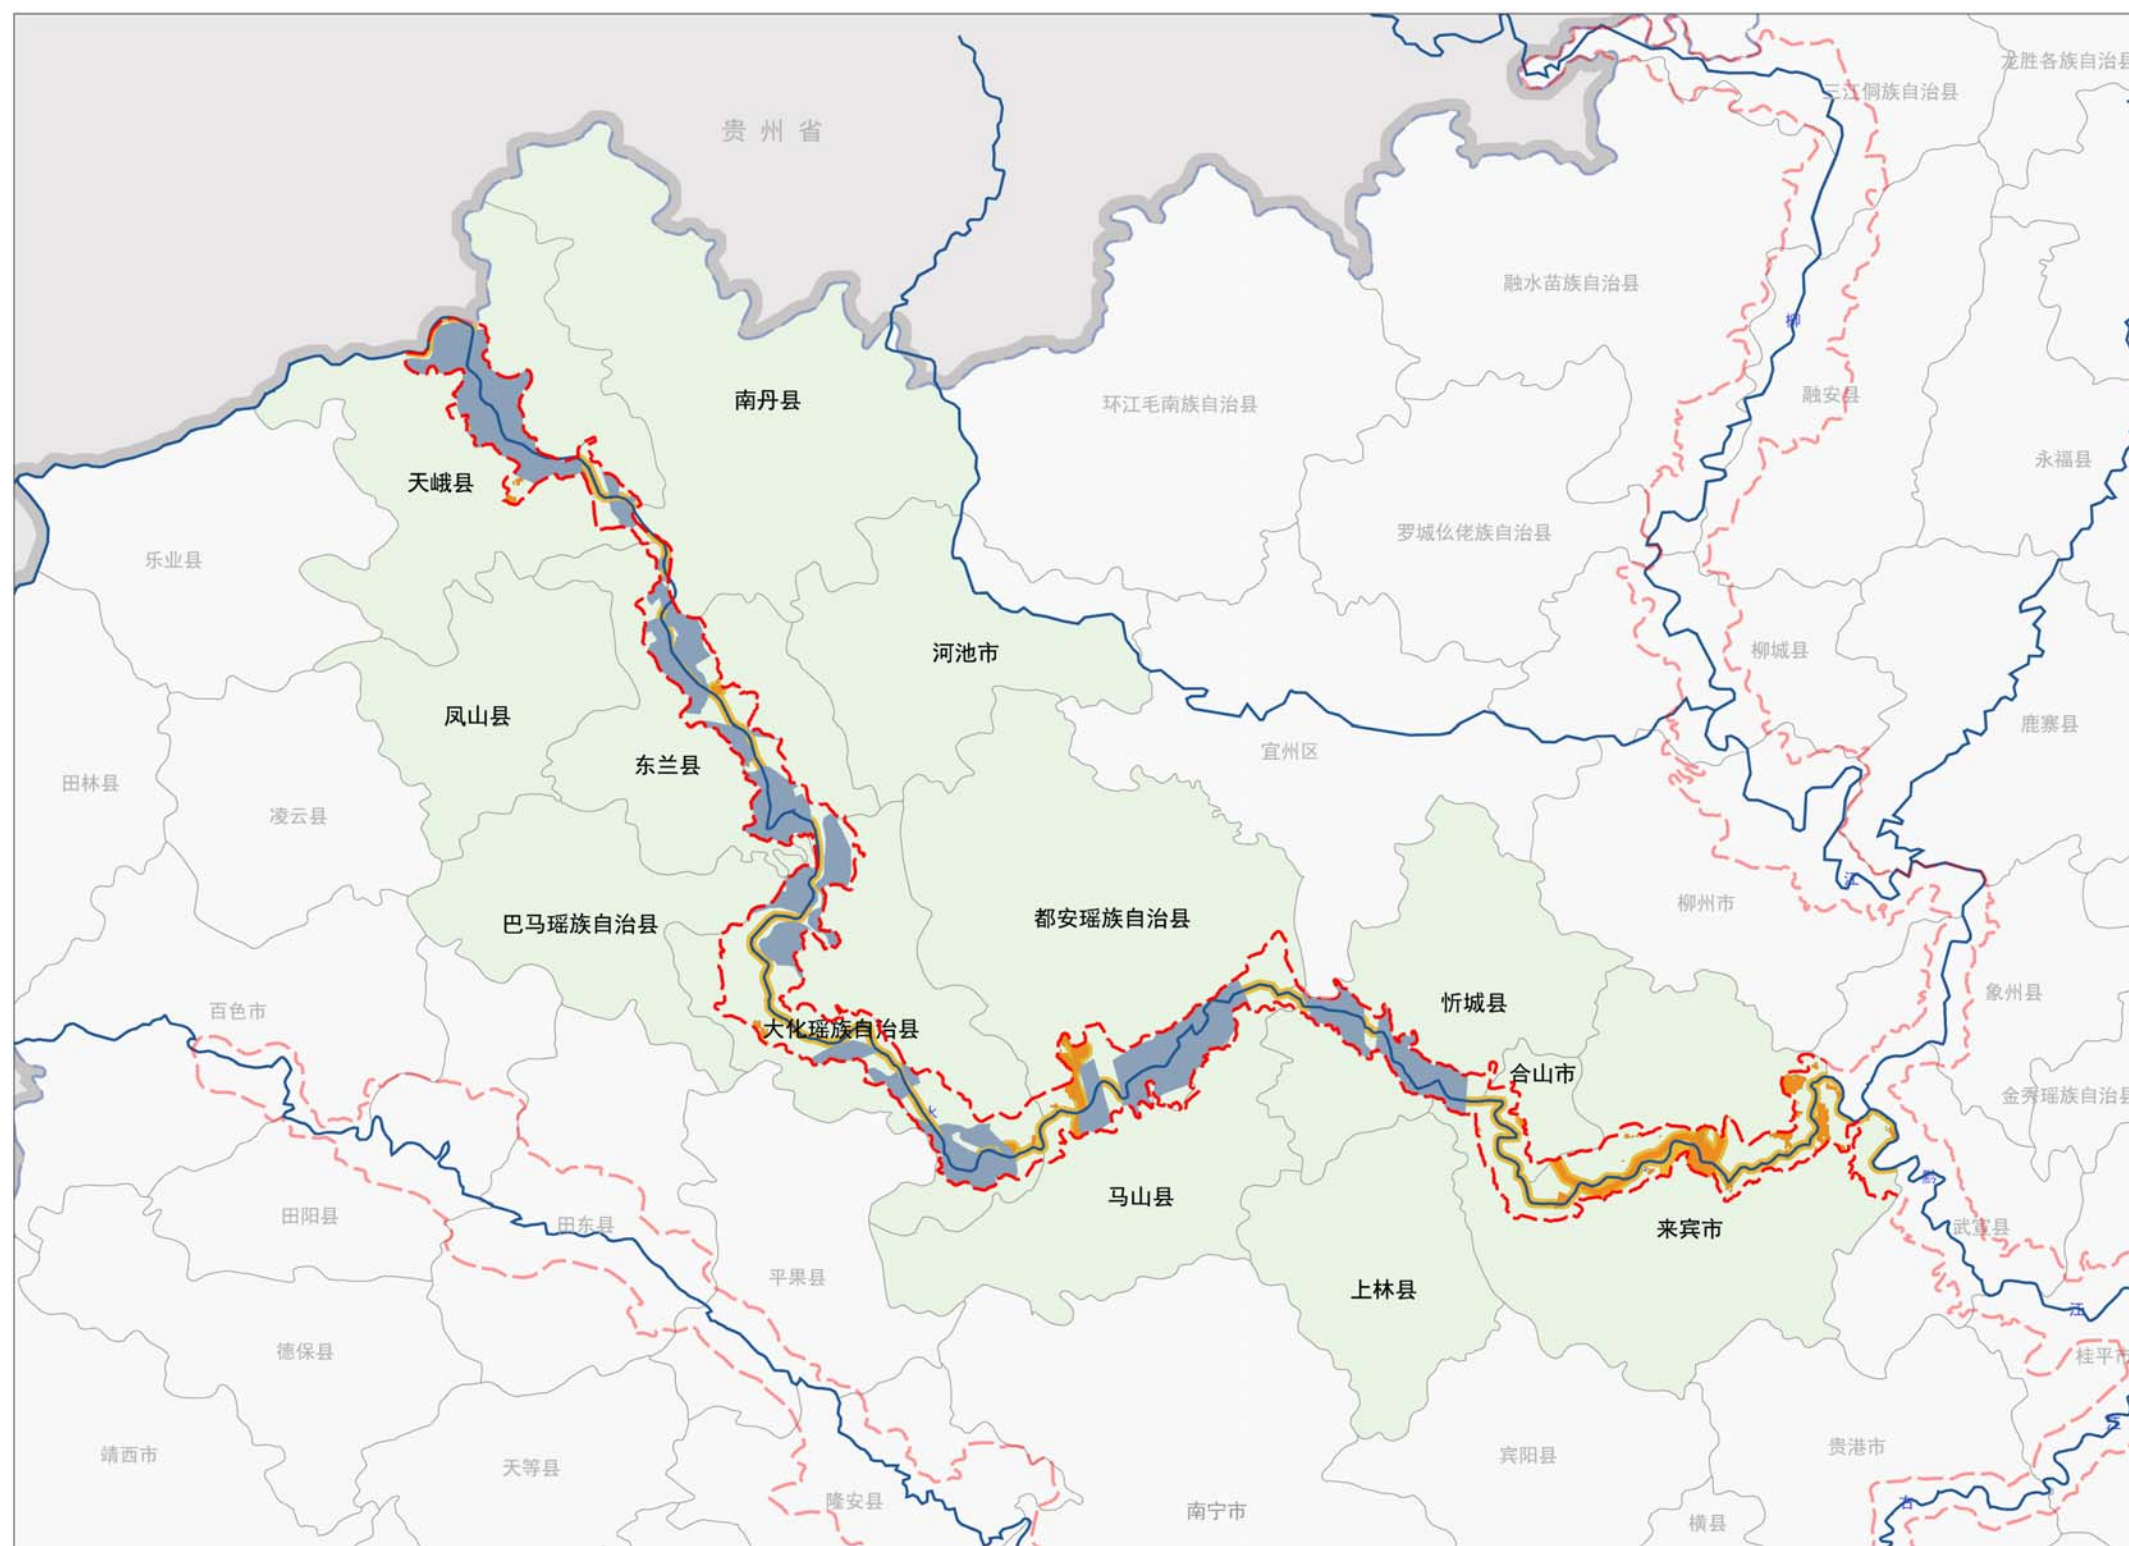 龙胜各族自治县
三江侗族自治县
贵州省
融水苗族自治县
柳
融安县
南丹县
环江毛南族自治县
永福县
天峨县
罗城仫佬族自治县
乐业县
河池市
柳城县
凤山县
鹿寨县
宜州区
东兰县
田林县
凌云县
江
柳州市
都安瑶族自治县
巴马瑶族自治县
象州县
忻城县
百色市
大化瑶族自治县
合山市
金秀瑶族自治县
黔
马山县
田阳县
田东县
武宣县
来宾市
平果县
上林县
江
德保县
桂平市
贵港市
靖西市
宾阳县
天等县
隆安县
南宁市
横县